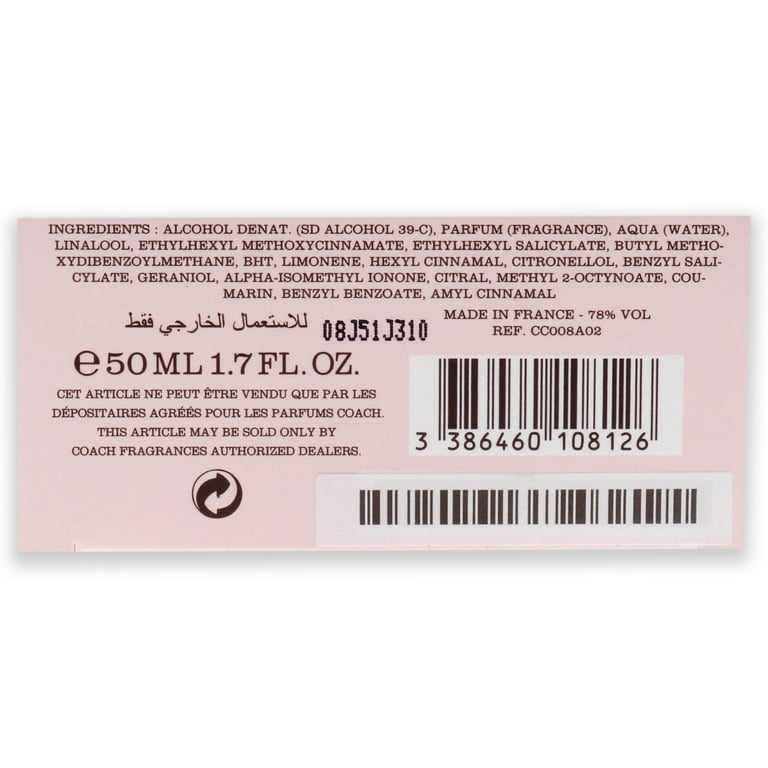 INGREDIENTS : ALCOHOL DENAT. (SD ALCOHOL 39-C), PARFUM (FRAGRANCE), AQUA (WATER),
LINALOOL, ETHYLHEXYL METHOXYCINNAMATE, ETHYLHEXYL SALICYLATE, BUTYL METHO-
XYDIBENZOYLMETHANE, BHT, LIMONENE, HEXYL CINNAMAL, CITRONELLOL, BENZYL SALI-
CYLATE, GERANIOL, ALPHA-ISOMETHYL IONONE, CITRAL, METHYL 2-OCTYNOATE, COU-
MARIN, BENZYL BENZOATE, AMYL CINNAMAL
للاستعمال الخارجي فقط
08J51J310
MADE IN FRANCE - 78% VOL
REF. CC008A02
℮50ML 1.7FL. OZ.
CET ARTICLE NE PEUT ÊTRE VENDU QUE PAR LES
DÉPOSITAIRES AGRÉÉS POUR LES PARFUMS COACH.
THIS ARTICLE MAY BE SOLD ONLY BY
COACH FRAGRANCES AUTHORIZED DEALERS.
3 386460 108126